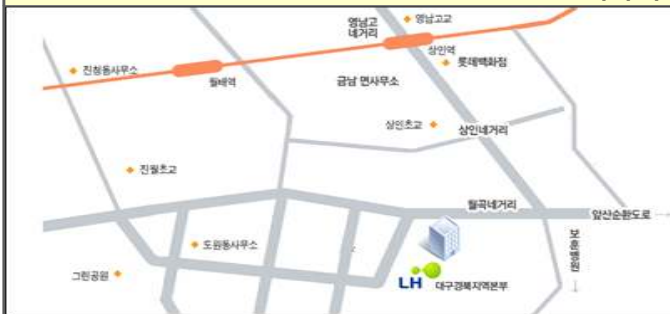 영남고
네거리
영남고교
상인역
롯데백화점
진청동사무소
월배역
금남 면사무소
상인초교
상인네거리
진월초교
월곡네거리
앞산순환도로
보훈병원
도원동사무소
그린공원
LH
대구경북지역본부